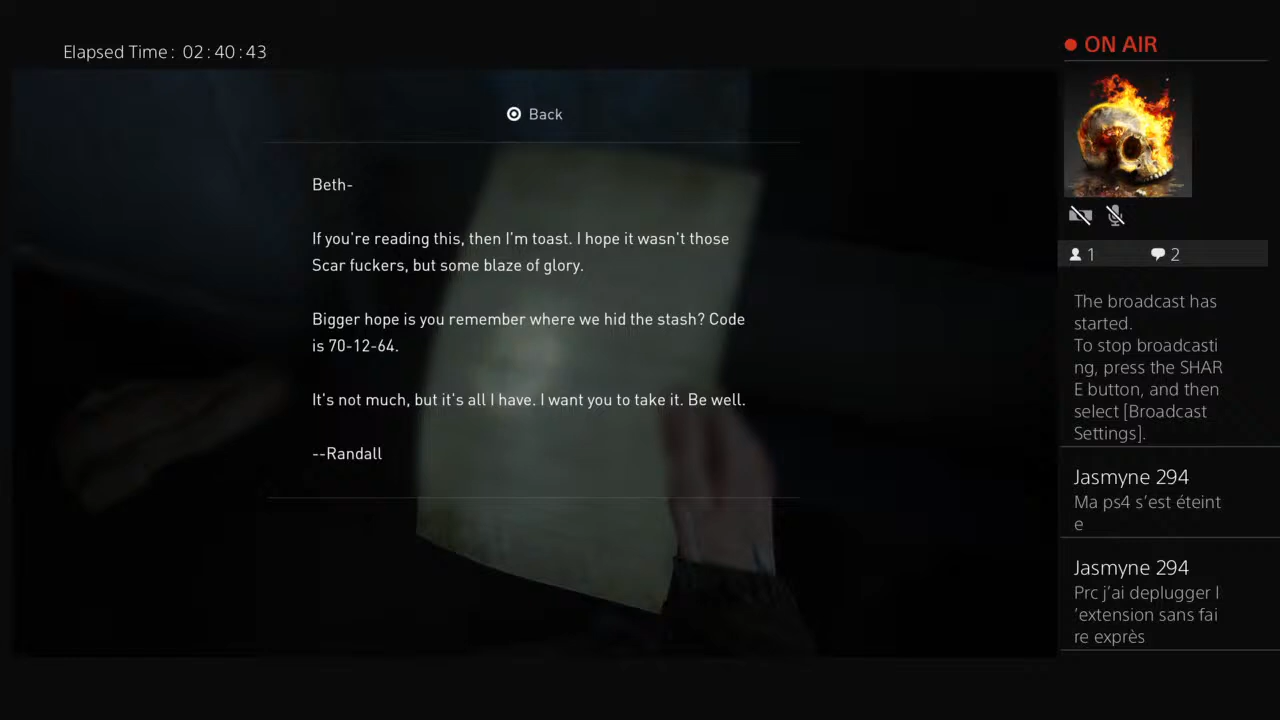 Elapsed Time: 02:40:43
Back
Beth-
If you're reading this, then I'm toast. I hope it wasn't those
Scar fuckers, but some blaze of glory.
Bigger hope is you remember where we hid the stash? Code
is 70-12-64.
It's not much, but it's all I have. I want you to take it. Be well.
--Randall
ON AIR
1
2
The broadcast has
started.
To stop broadcasti
ng, press the SHAR
E button, and then
select [Broadcast
Settings].
Jasmyne 294
Ma ps4 s'est éteint
e
Jasmyne 294
Prc j'ai deplugger l
'extension sans fai
re exprès